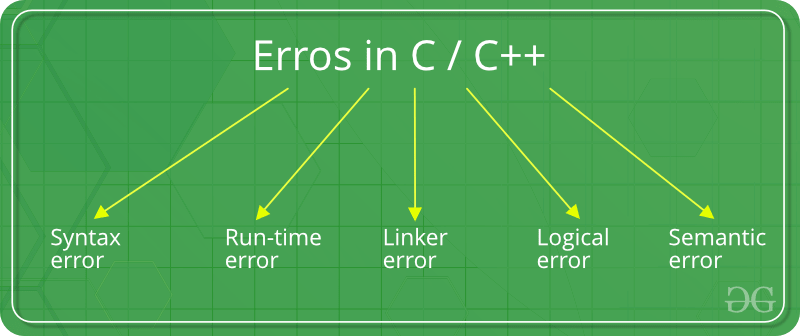 Erros in C / C++
Syntax
error
Run-time
error
Linker
error
Logical
error
Semantic
error
GG